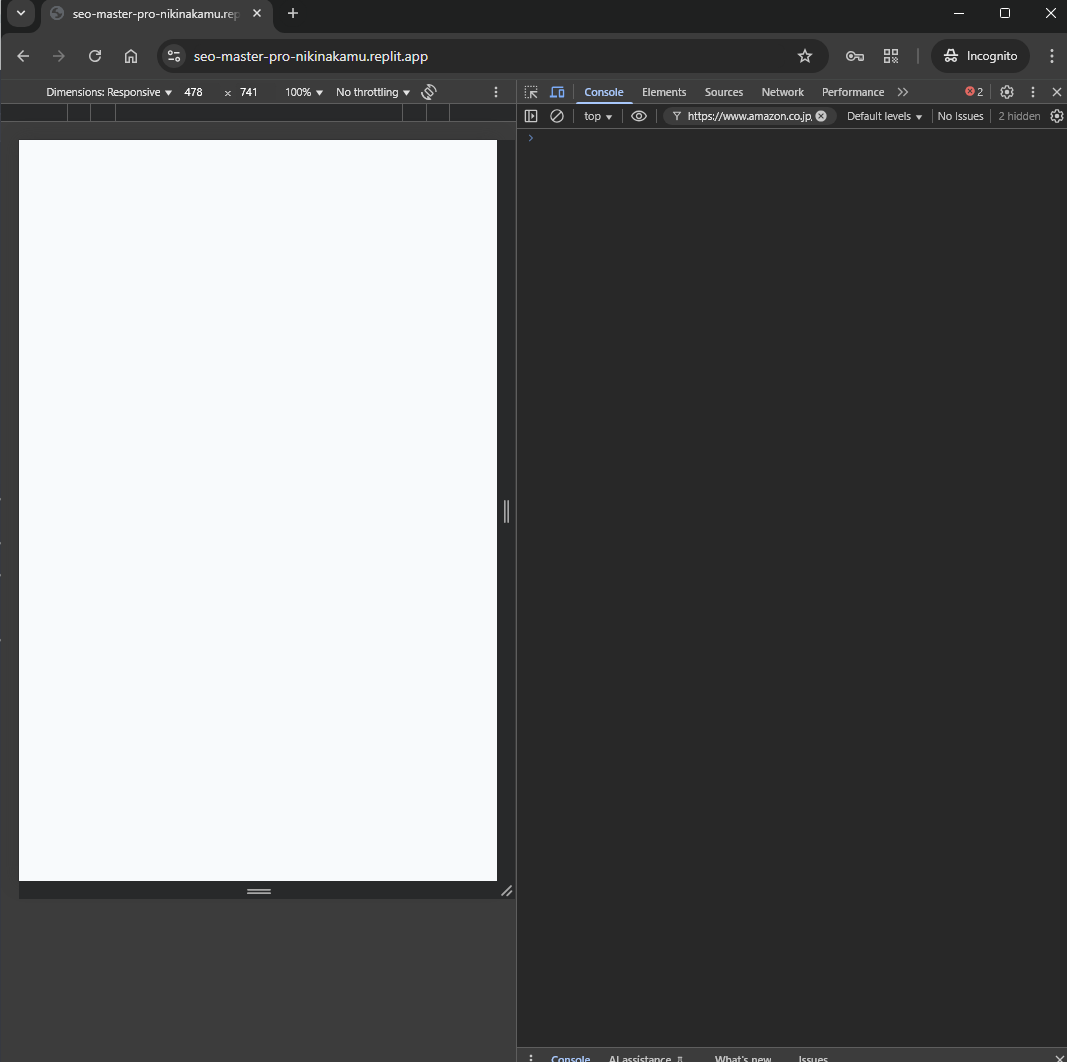 seo-master-pro-nikinakamu.rep
seo-master-pro-nikinakamu.replit.app
Incognito
Dimensions: Responsive 478 × 741 100% No throttling
Console Elements Sources Network Performance 2
top https://www.amazon.co.jp, Default levels No Issues 2 hidden
Console AI assistance What's new Issues